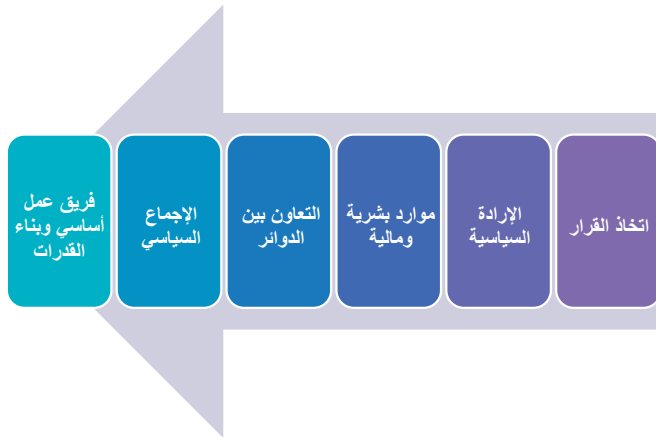 اتخاذ القرار
الإرادة
السياسية
موارد بشرية
ومالية
التعاون بين
الدوائر
الإجماع
السياسي
فريق عمل
أساسي وبناء
القدرات